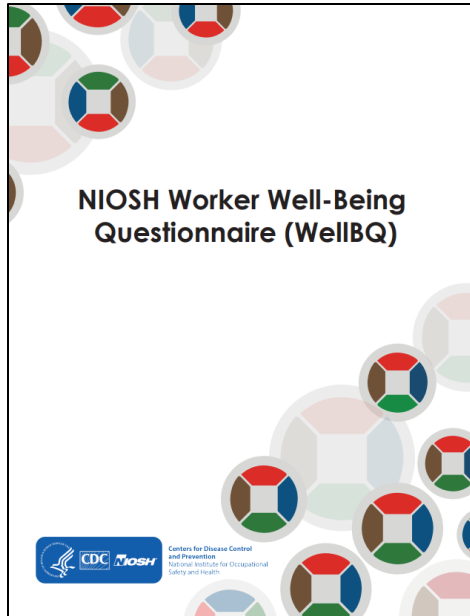 NIOSH Worker Well-Being
Questionnaire (WellBQ)
CDC NIOSH
Centers for Disease Control
and Prevention
National Institute for Occupational
Safety and Health